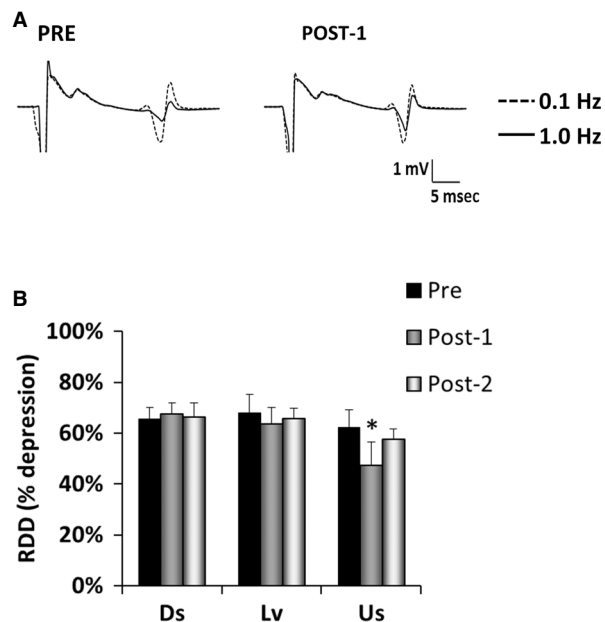 A
PRE
POST-1
0.1 Hz
1.0 Hz
1 mV
5 msec
B
Pre
Post-1
Post-2
RDD (% depression)
100%
80%
60%
40%
20%
0%
*
Ds
Lv
Us